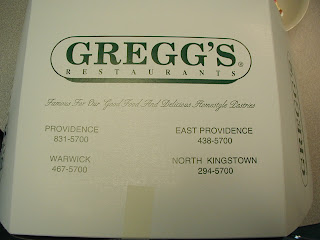 GREGG'S®
RESTAURANTS
Famous For Our Good Food And Delicious Homestyle Pastries
PROVIDENCE
831-5700
EAST PROVIDENCE
438-5700
WARWICK
467-5700
NORTH KINGSTOWN
294-5700
GREGG'S